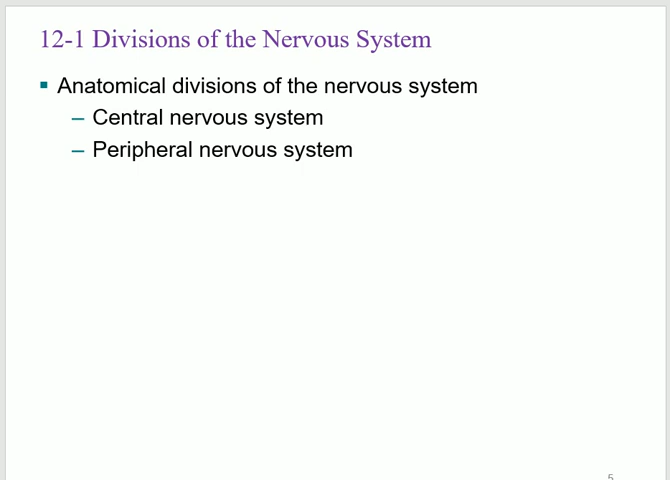 12-1 Divisions of the Nervous System
▪ Anatomical divisions of the nervous system
– Central nervous system
– Peripheral nervous system
5